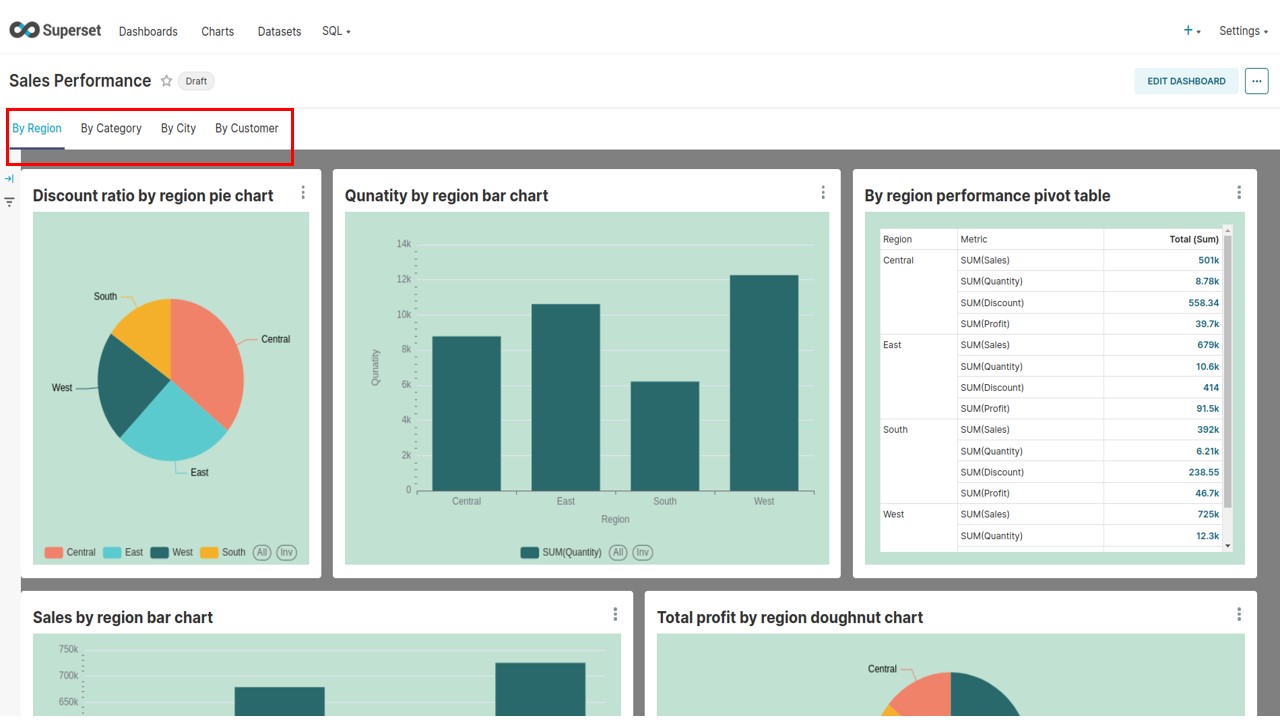 Superset Dashboards Charts Datasets SQL + Settings
Sales Performance Draft EDIT DASHBOARD ...
By Region By Category By City By Customer
Discount ratio by region pie chart
South
Central
West
East
Central East West South All Inv
Qunatity by region bar chart
14k
12k
10k
8k
6k
4k
2k
0
Qunatity
Central East South West
Region
SUM(Quantity) All Inv
By region performance pivot table
Region Metric Total (Sum)
Central SUM(Sales) 501k
SUM(Quantity) 8.78k
SUM(Discount) 558.34
SUM(Profit) 39.7k
East SUM(Sales) 679k
SUM(Quantity) 10.6k
SUM(Discount) 414
SUM(Profit) 91.5k
South SUM(Sales) 392k
SUM(Quantity) 6.21k
SUM(Discount) 238.55
SUM(Profit) 46.7k
West SUM(Sales) 725k
SUM(Quantity) 12.3k
Sales by region bar chart
750k
700k
650k
Total profit by region doughnut chart
Central